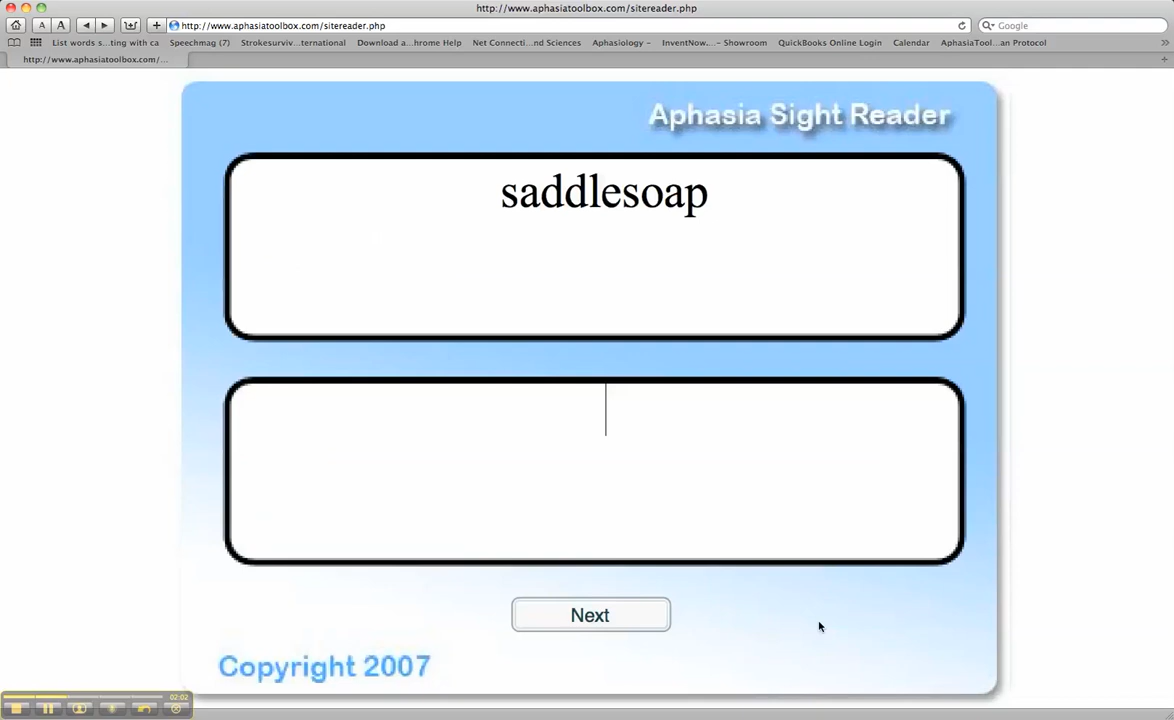 http://www.aphasiatoolbox.com/sitereader.php
A A http://www.aphasiatoolbox.com/sitereader.php Google
List words s...ting with ca Speechmag (7) Strokesurviv...ternational Download a...hrome Help Net Connecti...nd Sciences Aphasiology – InventNow.... – Showroom QuickBooks Online Login Calendar AphasiaTool...an Protocol
http://www.aphasiatoolbox.com/...
Aphasia Sight Reader
saddlesoap
Next
Copyright 2007
02:02